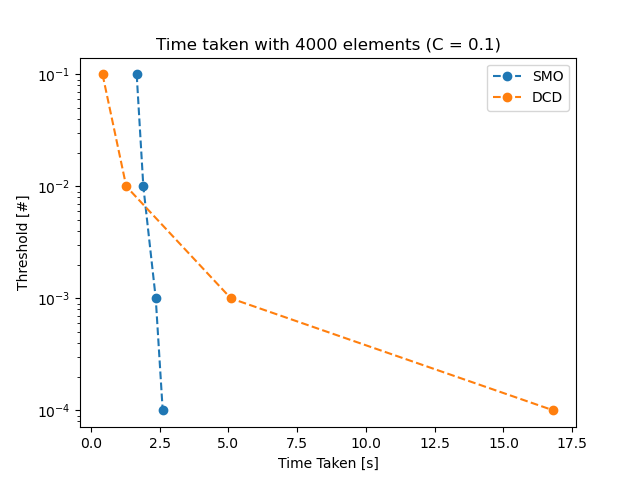 Time taken with 4000 elements (C = 0.1)
SMO
DCD
Threshold [#]
10⁻¹
10⁻²
10⁻³
10⁻⁴
0.0 2.5 5.0 7.5 10.0 12.5 15.0 17.5
Time Taken [s]